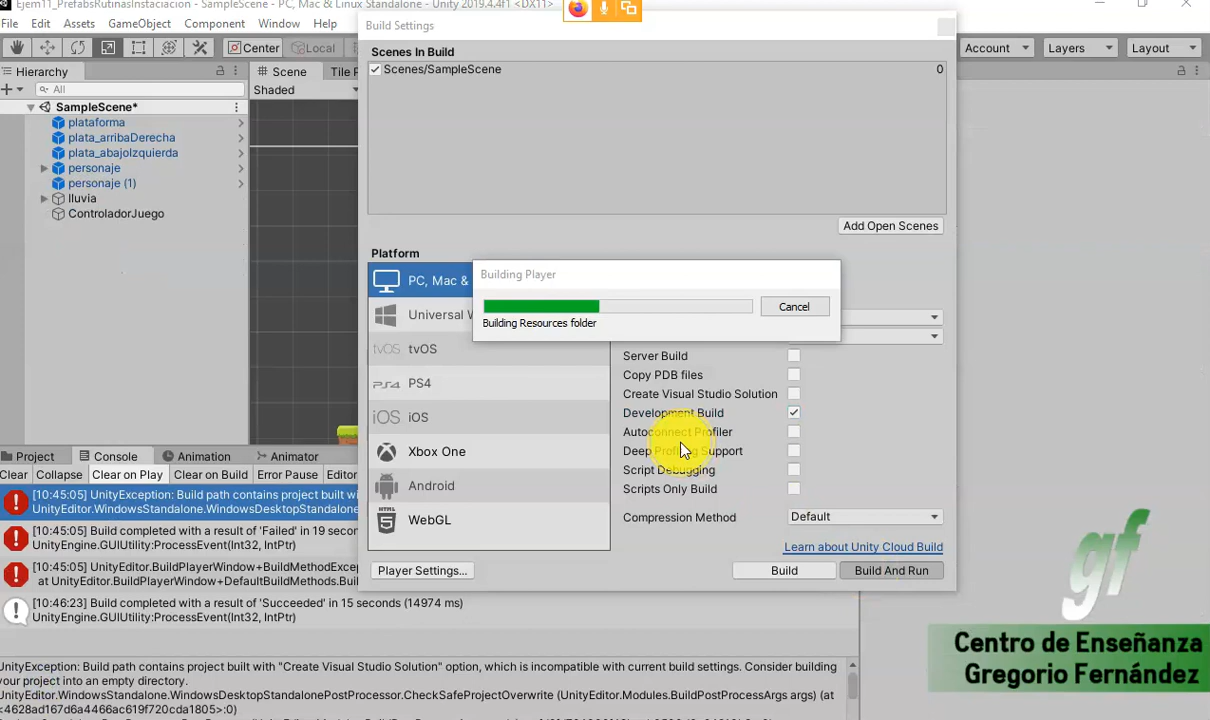 Ejem11_PrefabsRutinasInstaciacion - SampleScene - PC, Mac & Linux Standalone - Unity 2019.4.4f1 <DX11>
File Edit Assets GameObject Component Window Help
Center Local Account Layers Layout
Hierarchy
All
SampleScene*
plataforma
plata_arribaDerecha
plata_abajoIzquierda
personaje
personaje (1)
lluvia
ControladorJuego
Scene Tile P
Shaded
Build Settings
Scenes In Build
Scenes/SampleScene 0
Add Open Scenes
Platform
PC, Mac &
Universal W
tvOS tvOS
PS4
iOS iOS
Xbox One
Android
HTML
5 WebGL
Building Player
Cancel
Building Resources folder
Server Build
Copy PDB files
Create Visual Studio Solution
Development Build
Autoconnect Profiler
Deep Profiling Support
Script Debugging
Scripts Only Build
Compression Method Default
Learn about Unity Cloud Build
Player Settings...
Build Build And Run
Project Console Animation Animator
Clear Collapse Clear on Play Clear on Build Error Pause Editor
[10:45:05] UnityException: Build path contains project built wi
UnityEditor.WindowsStandalone.WindowsDesktopStandalone
[10:45:05] Build completed with a result of 'Failed' in 19 secon
UnityEngine.GUIUtility:ProcessEvent(Int32, IntPtr)
[10:45:05] UnityEditor.BuildPlayerWindow+BuildMethodExce
at UnityEditor.BuildPlayerWindow+DefaultBuildMethods.Buil
[10:46:23] Build completed with a result of 'Succeeded' in 15 seconds (14974 ms)
UnityEngine.GUIUtility:ProcessEvent(Int32, IntPtr)
UnityException: Build path contains project built with "Create Visual Studio Solution" option, which is incompatible with current build settings. Consider building
your project into an empty directory.
UnityEditor.WindowsStandalone.WindowsDesktopStandalonePostProcessor.CheckSafeProjectOverwrite (UnityEditor.Modules.BuildPostProcessArgs args) (at
<4628ad167d6a4446ac619f720cda1805>:0)
gf
Centro de Enseñanza
Gregorio Fernández